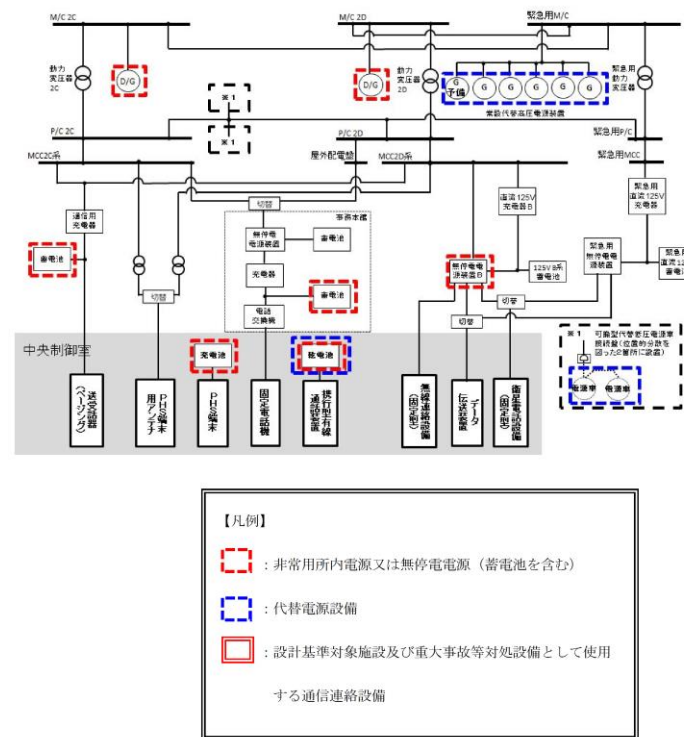 M/C 2C
M/C 2D
緊急用M/C
動力
変圧器
2C
D/G
D/G
動力
変圧器
2D
G
予備
G
G
G
G
G
常設代替高圧電源装置
緊急用
動力
変圧器
※1
※1
P/C 2C
P/C 2D
緊急用P/C
MCC2C系
屋外配電盤
MCC2D系
緊急用MCC
通信用
充電器
蓄電池
切替
切替
事務本館
無停電
電源装置
蓄電池
充電器
蓄電池
電話
交換機
直流125V
充電器B
無停電電
源装置B
125V B系
蓄電池
切替
切替
緊急用
直流125V
充電器
緊急用
無停電電
源装置
緊急用
直流125V
蓄電池
※1 可搬型代替低圧電源車
接続盤(位置的分散を
図った2箇所に設置)
電源車
電源車
中央制御室
充電池
乾電池
送受話器
(ページング)
PHS端末
用アンテナ
PHS端末
固定電話機
携行型有線
通話装置
無線連絡設備
(固定型)
データ
伝送装置
衛星電話設備
(固定型)
【凡例】
:非常用所内電源又は無停電電源(蓄電池を含む)
:代替電源設備
:設計基準対象施設及び重大事故等対処設備として使用
する通信連絡設備